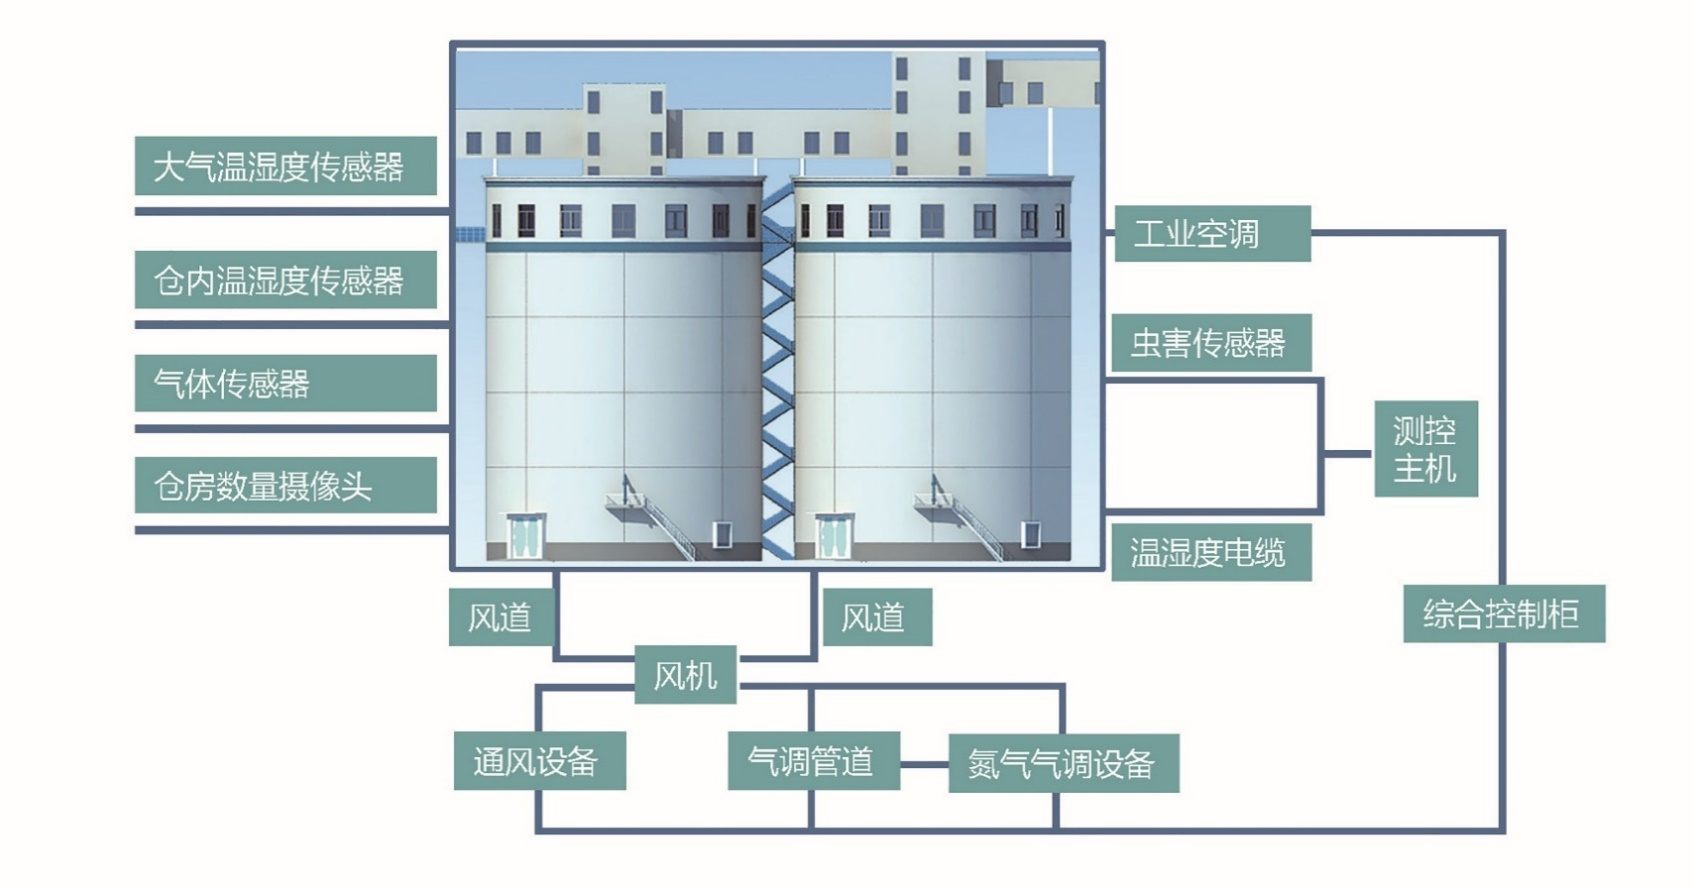 大气温湿度传感器
仓内温湿度传感器
气体传感器
仓房数量摄像头
工业空调
虫害传感器
测控
主机
温湿度电缆
综合控制柜
风道
风道
风机
通风设备
气调管道
氮气气调设备